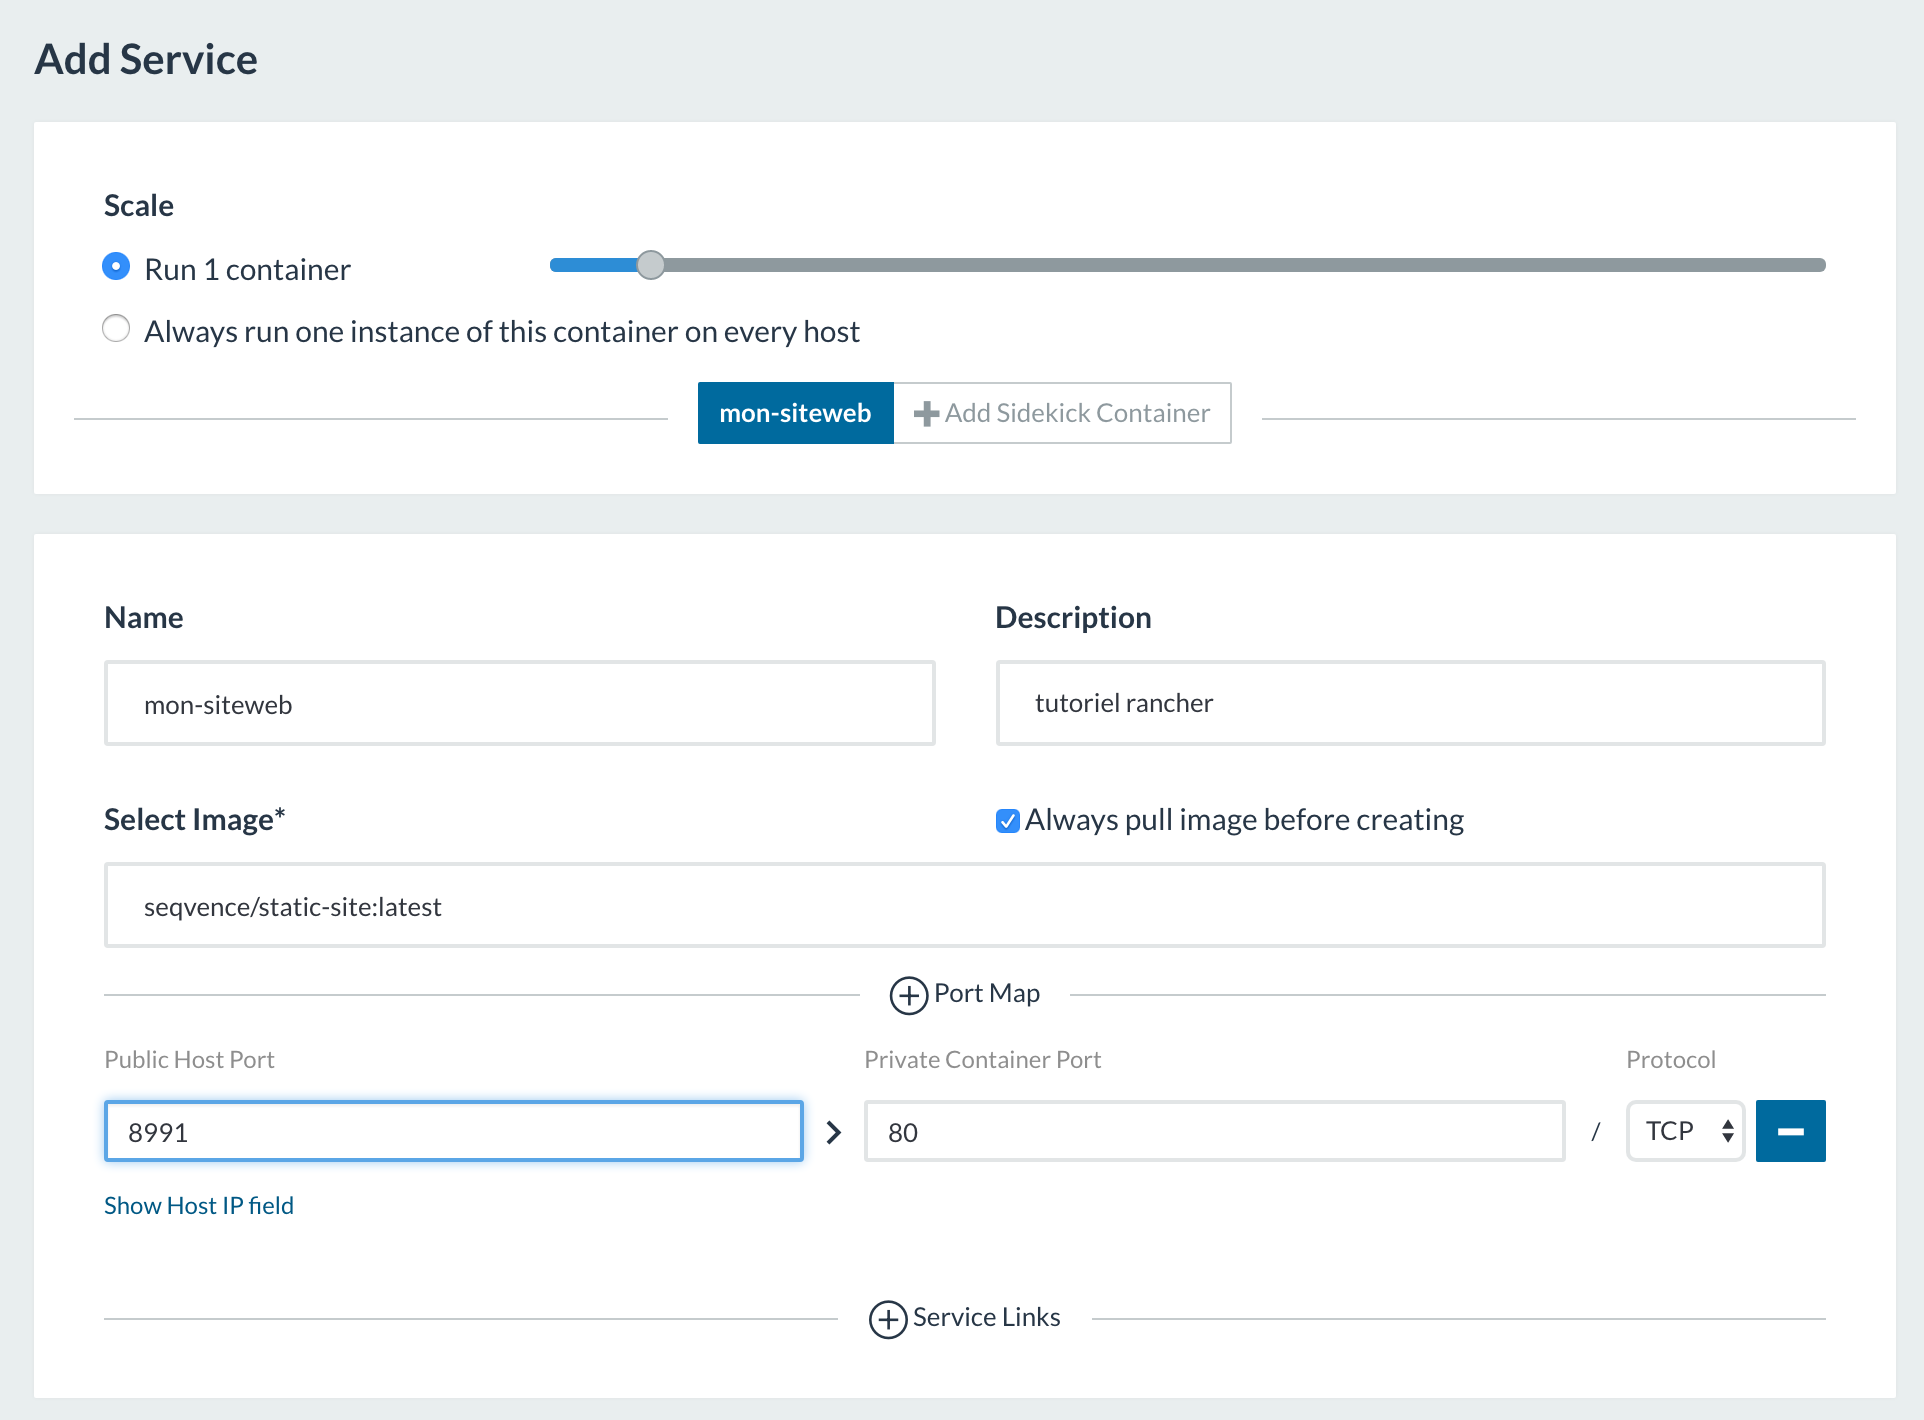 Add Service
Scale
Run 1 container
Always run one instance of this container on every host
mon-siteweb Add Sidekick Container
Name Description
mon-siteweb tutoriel rancher
Select Image* Always pull image before creating
seqvence/static-site:latest
Port Map
Public Host Port Private Container Port Protocol
8991 80 / TCP
Show Host IP field
Service Links